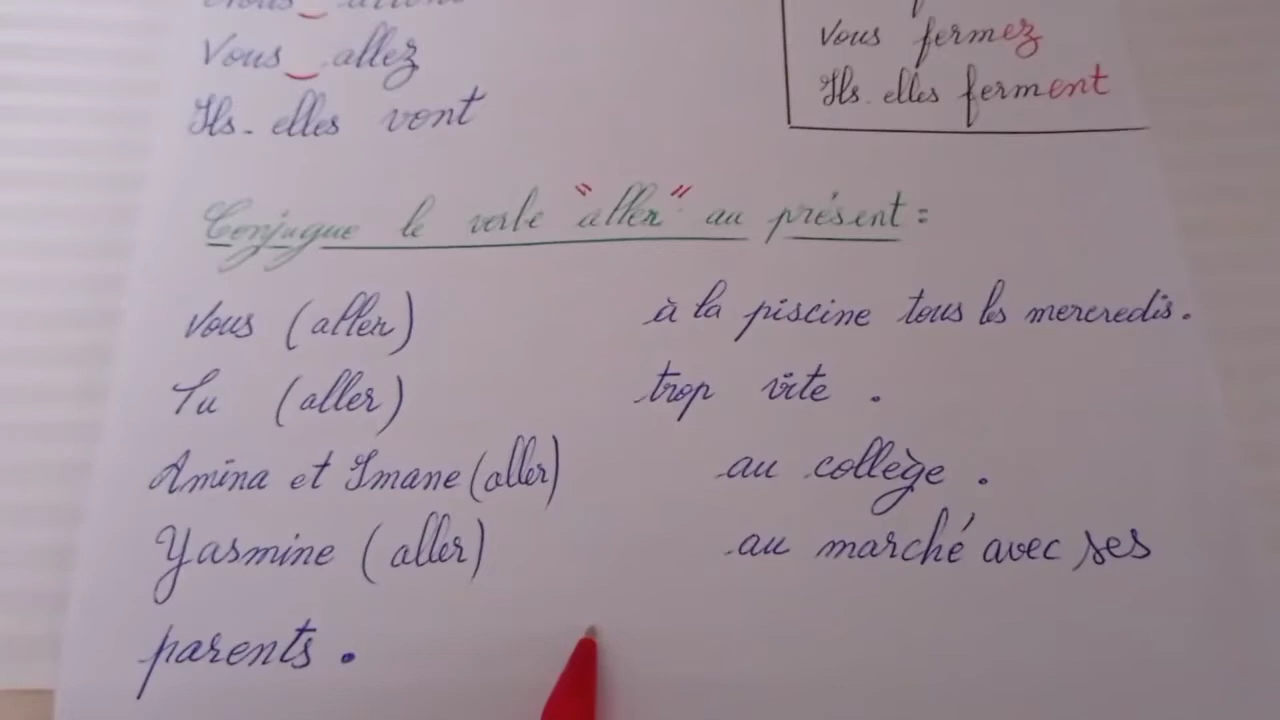 Vous allez
Ils. elles vont
vous fermez
Ils. elles ferment
Conjugue le verbe "aller" au présent :
Vous (aller) à la piscine tous les mercredis.
Tu (aller) trop vite.
Amina et Imane (aller) au collège.
Yasmine (aller) au marché avec ses
parents.